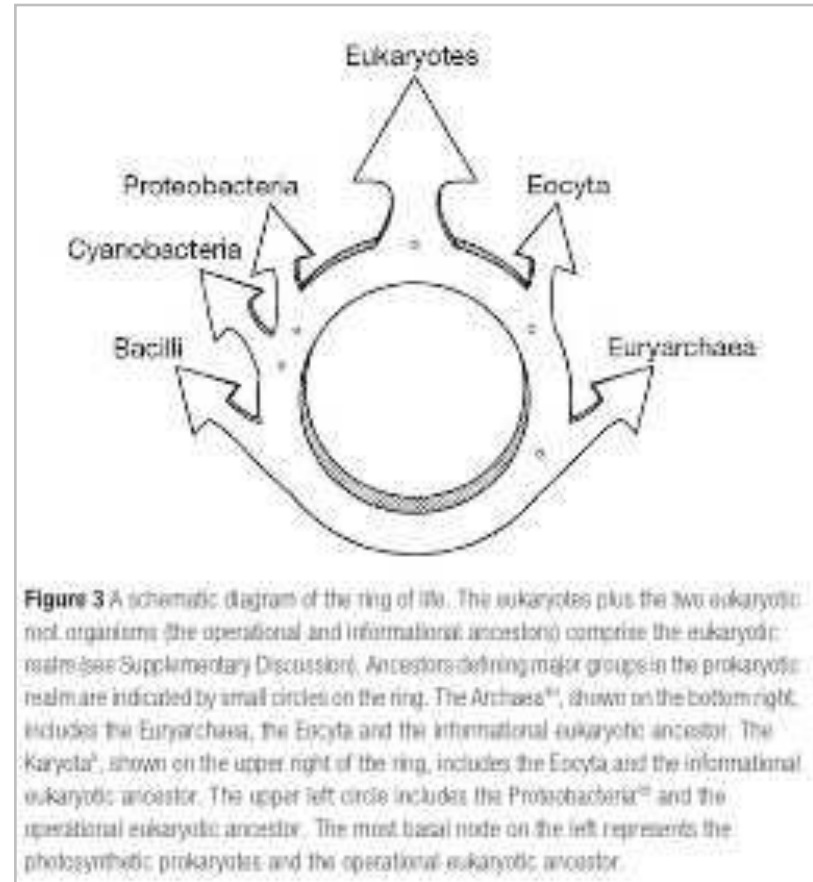 Eukaryotes
Proteobacteria
Eocyta
Cyanobacteria
Bacilli
Euryarchaea
Figure 3 A schematic diagram of the ring of life. The eukaryotes plus the two eukaryotic
root organisms (the operational and informational ancestors) comprise the eukaryotic
realm (see Supplementary Discussion). Ancestors defining major groups in the prokaryotic
realm are indicated by small circles on the ring. The Archaea, shown on the bottom right,
includes the Euryarchaea, the Eocyta and the informational eukaryotic ancestor. The
Karyota, shown on the upper right of the ring, includes the Eocyta and the informational
eukaryotic ancestor. The upper left circle includes the Proteobacteria and the
operational eukaryotic ancestor. The most basal node on the left represents the
photosynthetic prokaryotes and the operational eukaryotic ancestor.